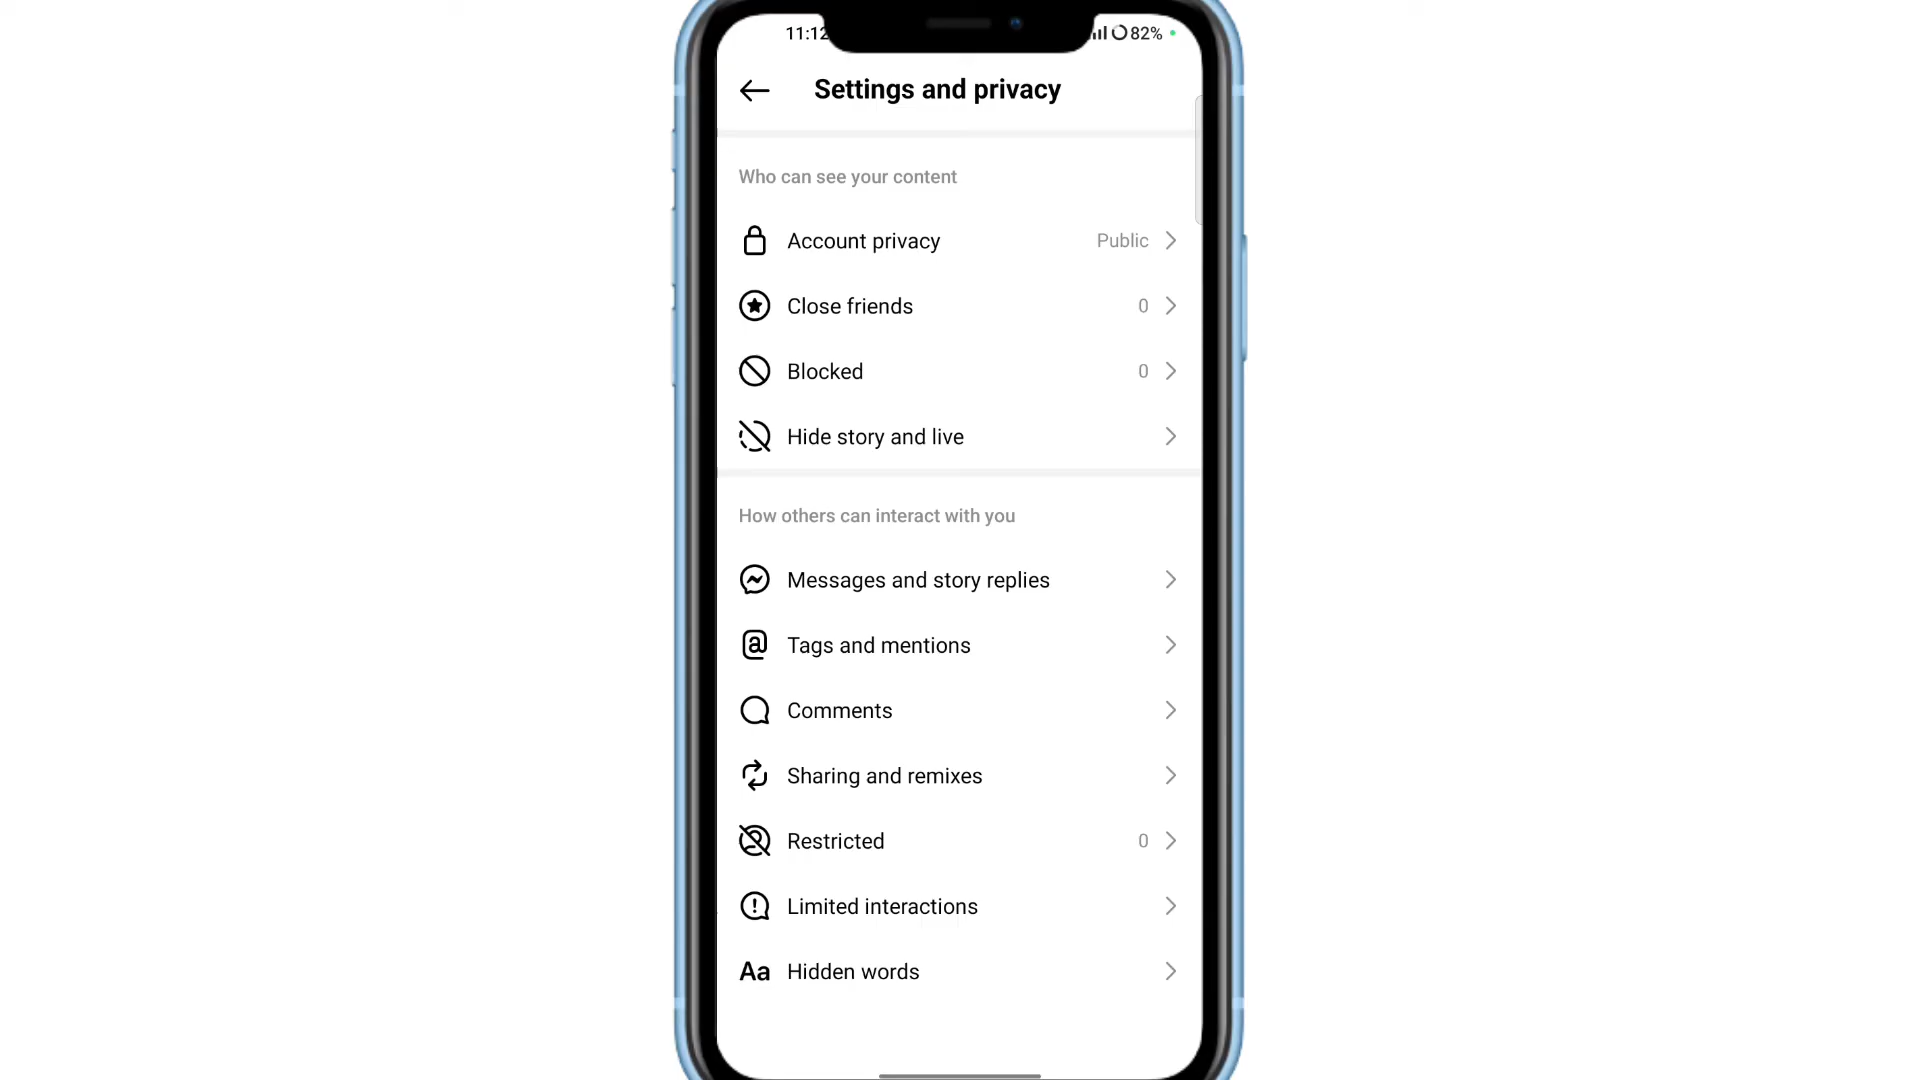 11:12
82%
Settings and privacy
Who can see your content
Account privacy Public
Close friends 0
Blocked 0
Hide story and live
How others can interact with you
Messages and story replies
Tags and mentions
Comments
Sharing and remixes
Restricted 0
Limited interactions
Aa Hidden words